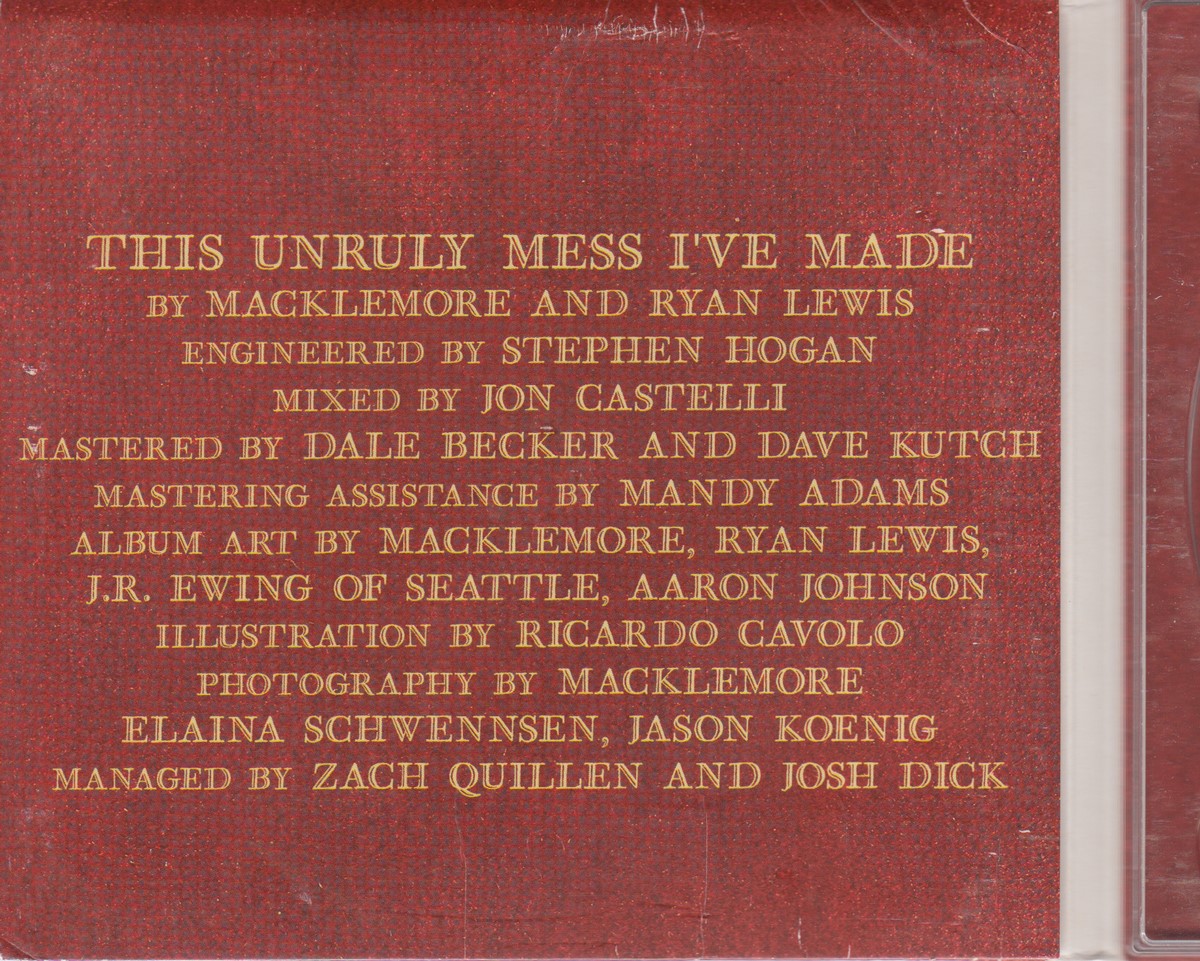 THIS UNRULY MESS I'VE MADE
BY MACKLEMORE AND RYAN LEWIS
ENGINEERED BY STEPHEN HOGAN
MIXED BY JON CASTELLI
MASTERED BY DALE BECKER AND DAVE KUTCH
MASTERING ASSISTANCE BY MANDY ADAMS
ALBUM ART BY MACKLEMORE, RYAN LEWIS,
J.R. EWING OF SEATTLE, AARON JOHNSON
ILLUSTRATION BY RICARDO CAVOLO
PHOTOGRAPHY BY MACKLEMORE
ELAINA SCHWENNSEN, JASON KOENIG
MANAGED BY ZACH QUILLEN AND JOSH DICK